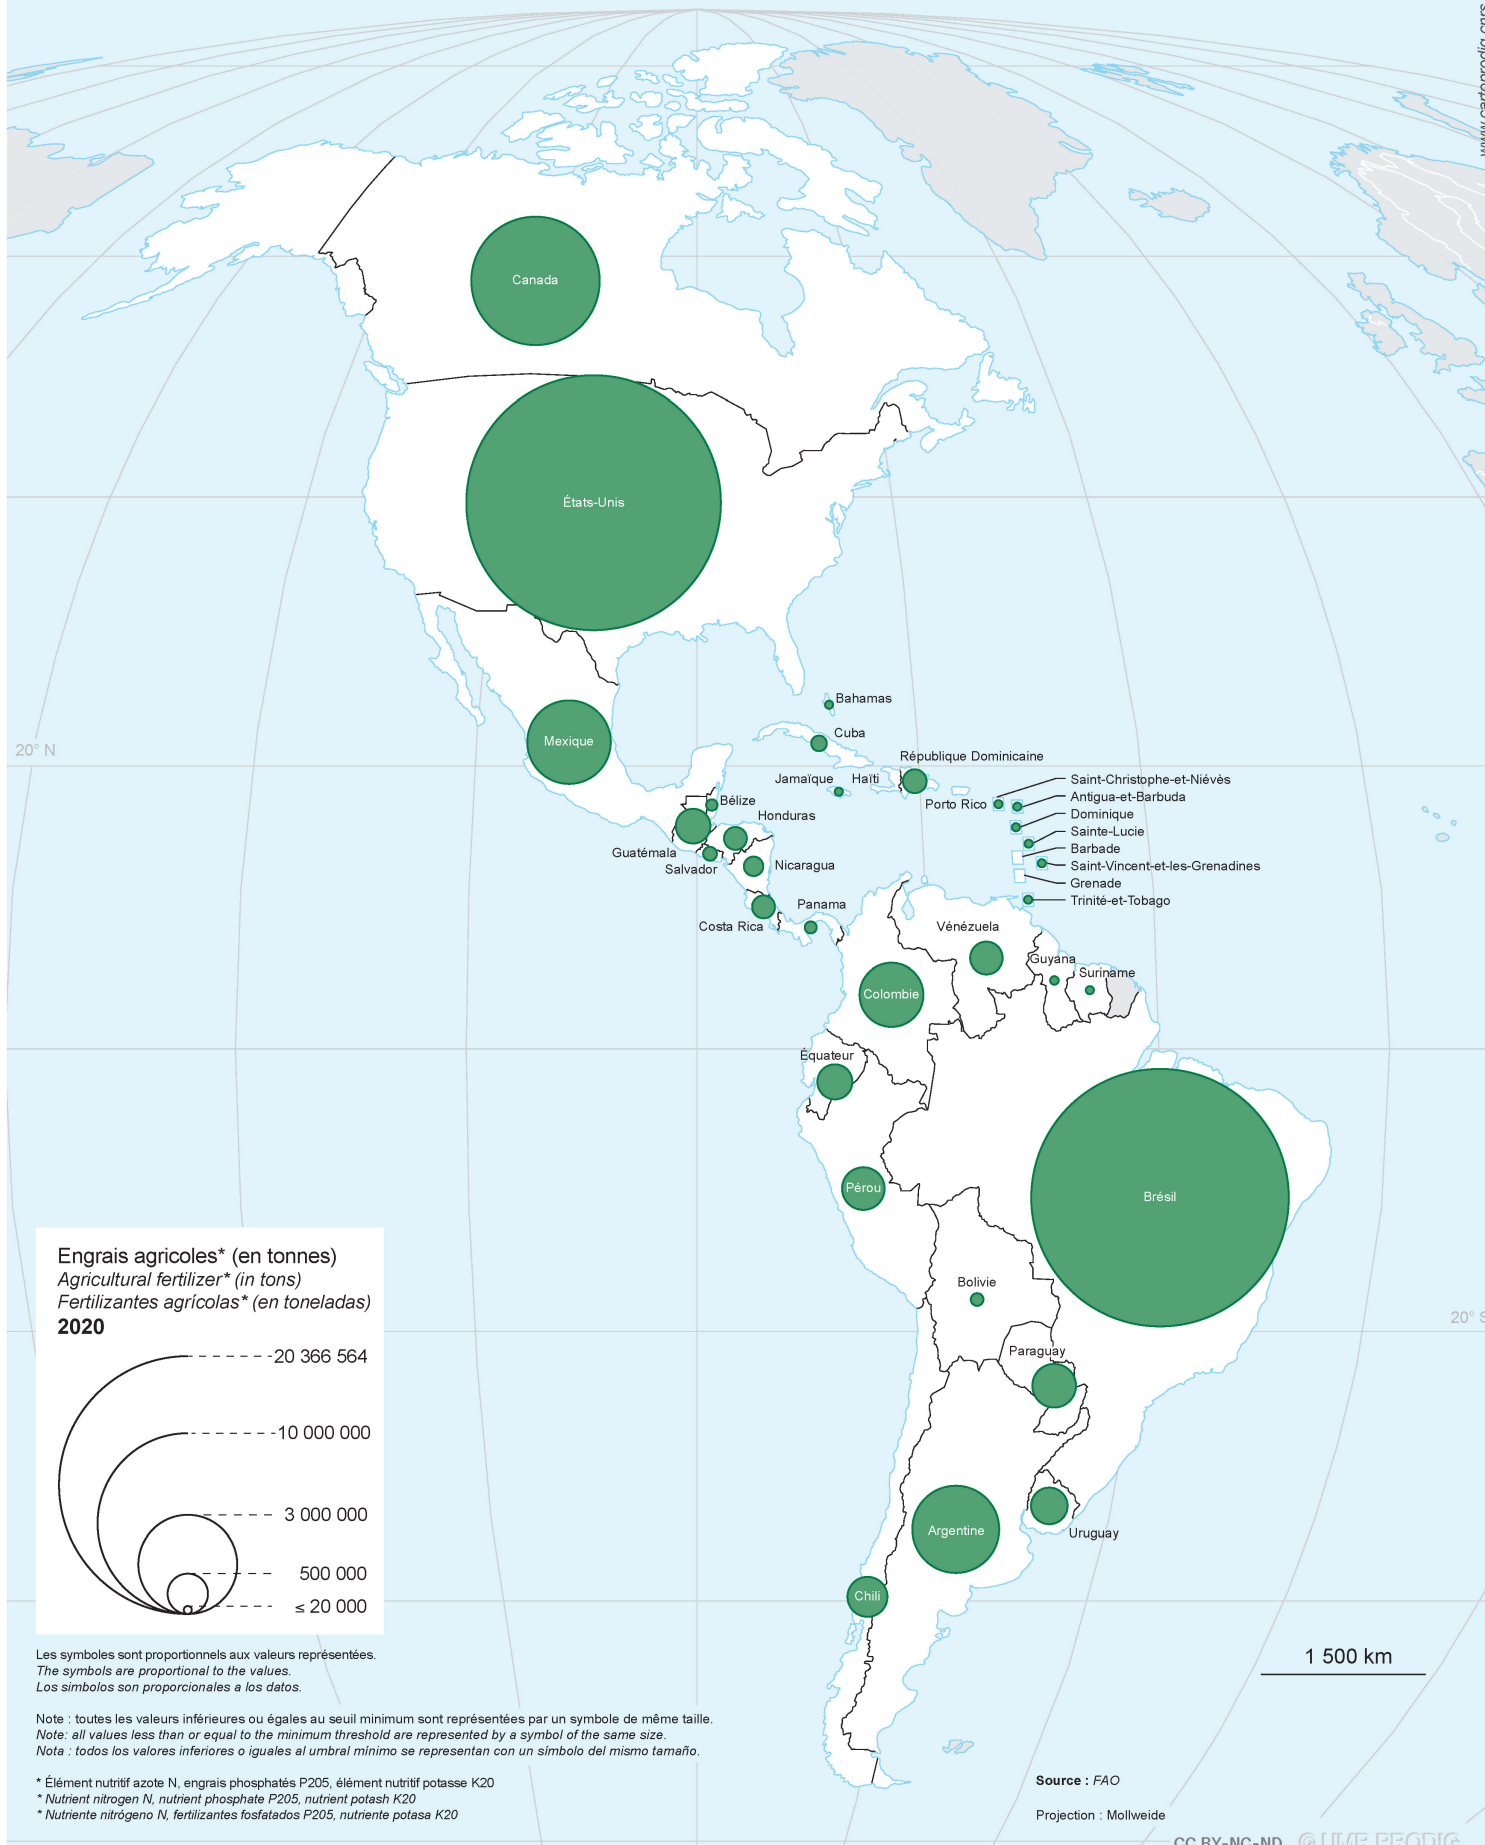 www.cartoprodig.cnrs
Canada
États-Unis
Mexique
20° N
Bahamas
Cuba
République Dominicaine
Jamaïque
Haïti
Porto Rico
Saint-Christophe-et-Niévès
Antigua-et-Barbuda
Dominique
Sainte-Lucie
Barbade
Saint-Vincent-et-les-Grenadines
Grenade
Trinité-et-Tobago
Bélize
Honduras
Guatémala
Salvador
Nicaragua
Costa Rica
Panama
Vénézuela
Guyana
Suriname
Colombie
Équateur
Pérou
Brésil
Bolivie
Paraguay
20° S
Argentine
Uruguay
Chili
Engrais agricoles* (en tonnes)
Agricultural fertilizer* (in tons)
Fertilizantes agrícolas* (en toneladas)
2020
20 366 564
10 000 000
3 000 000
500 000
≤ 20 000
Les symboles sont proportionnels aux valeurs représentées.
The symbols are proportional to the values.
Los simbolos son proporcionales a los datos.
Note : toutes les valeurs inférieures ou égales au seuil minimum sont représentées par un symbole de même taille.
Note: all values less than or equal to the minimum threshold are represented by a symbol of the same size.
Nota : todos los valores inferiores o iguales al umbral mínimo se representan con un símbolo del mismo tamaño.
* Élément nutritif azote N, engrais phosphatés P205, élément nutritif potasse K20
* Nutrient nitrogen N, nutrient phosphate P205, nutrient potash K20
* Nutriente nitrógeno N, fertilizantes fosfatados P205, nutriente potasa K20
1 500 km
Source : FAO
Projection : Mollweide
CC BY-NC-ND © UMR PRODIG